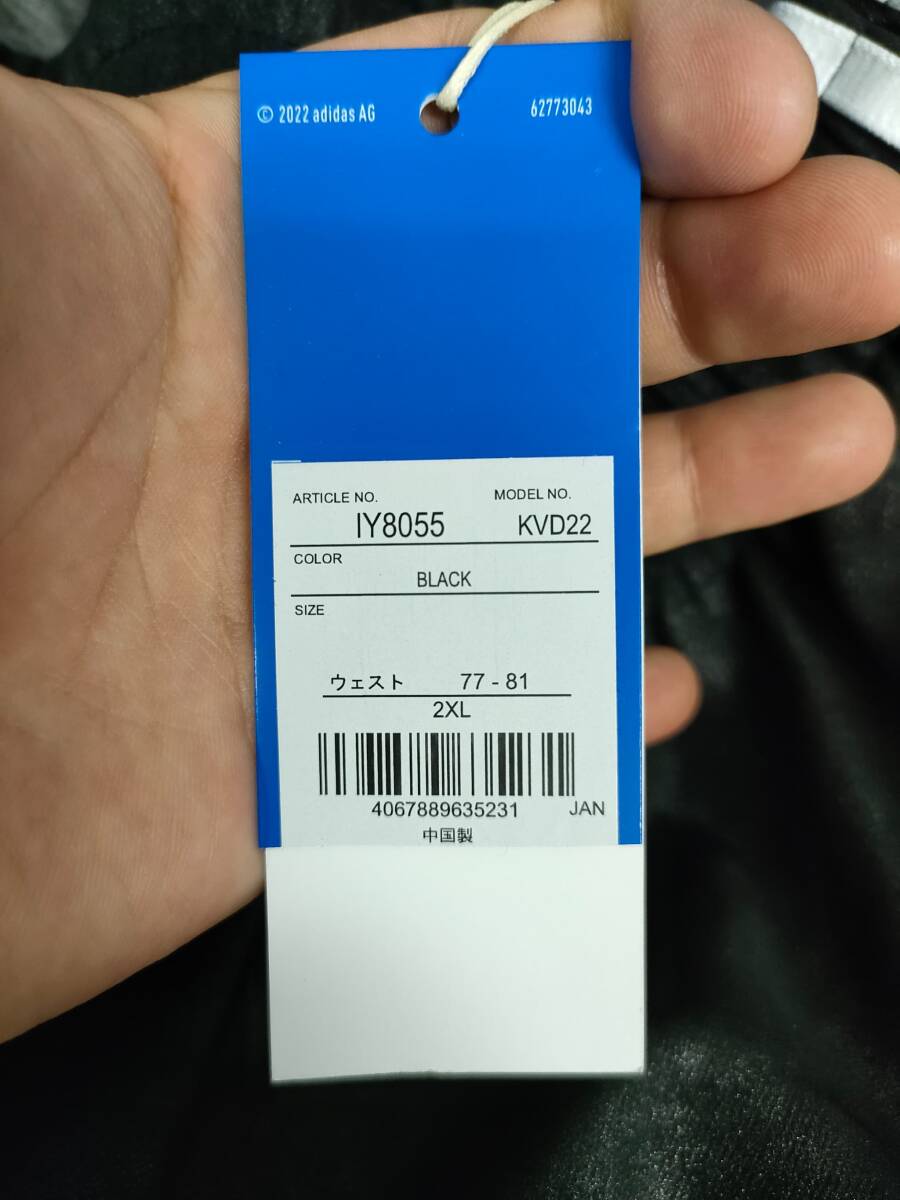 © 2022 adidas AG 62773043
ARTICLE NO. MODEL NO.
IY8055 KVD22
COLOR
BLACK
SIZE
ウェスト 77 - 81
2XL
4067889635231 JAN
中国製